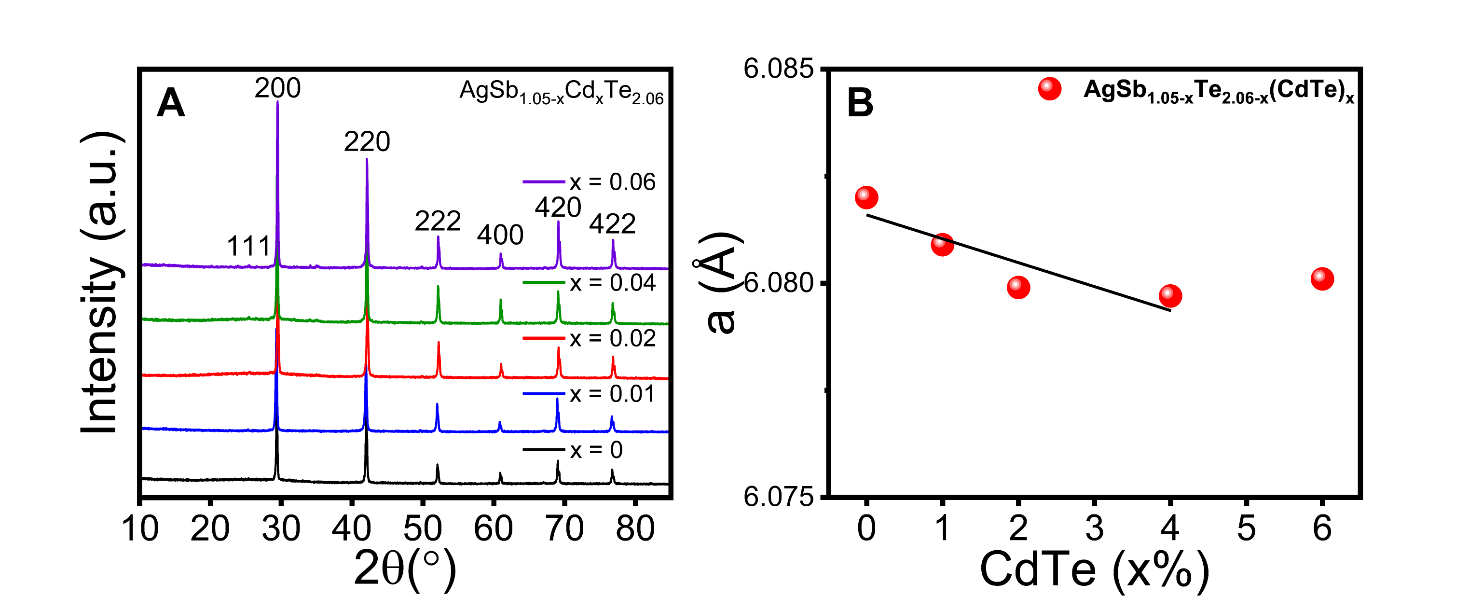 A
AgSb1.05-xCdxTe2.06
200
220
x = 0.06
111
222
400
420
422
x = 0.04
x = 0.02
x = 0.01
x = 0
Intensity (a.u.)
10 20 30 40 50 60 70 80
2θ(°)
B
AgSb1.05-xTe2.06-x(CdTe)x
6.085
6.080
6.075
a (Å)
0 1 2 3 4 5 6
CdTe (x%)